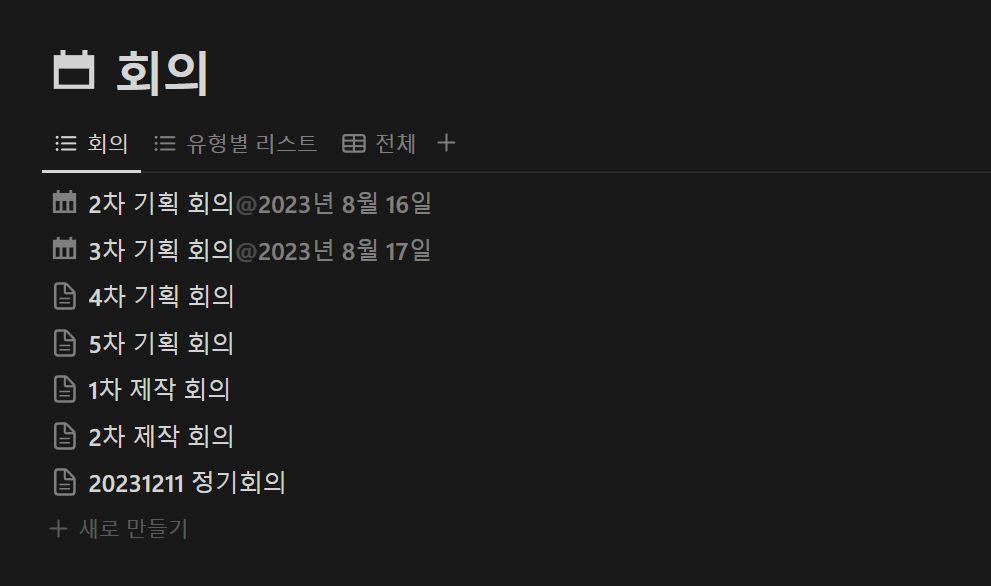 회의
회의 유형별 리스트 전체
2차 기획 회의@2023년 8월 16일
3차 기획 회의@2023년 8월 17일
4차 기획 회의
5차 기획 회의
1차 제작 회의
2차 제작 회의
20231211 정기회의
새로 만들기